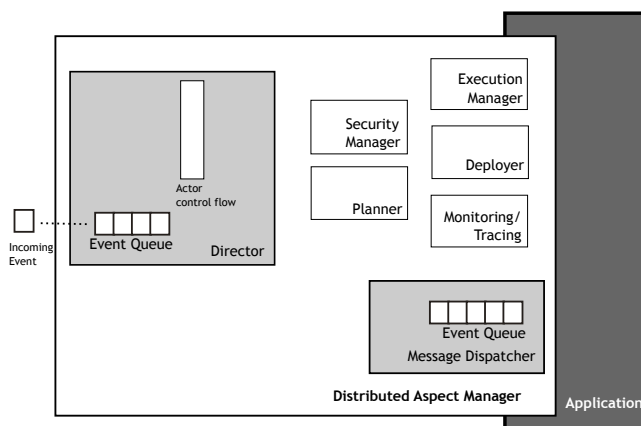 Execution
Manager
Security
Manager
Deployer
Actor
control flow
Planner
Monitoring/
Tracing
Incoming
Event
Event Queue
Director
Event Queue
Message Dispatcher
Distributed Aspect Manager
Application